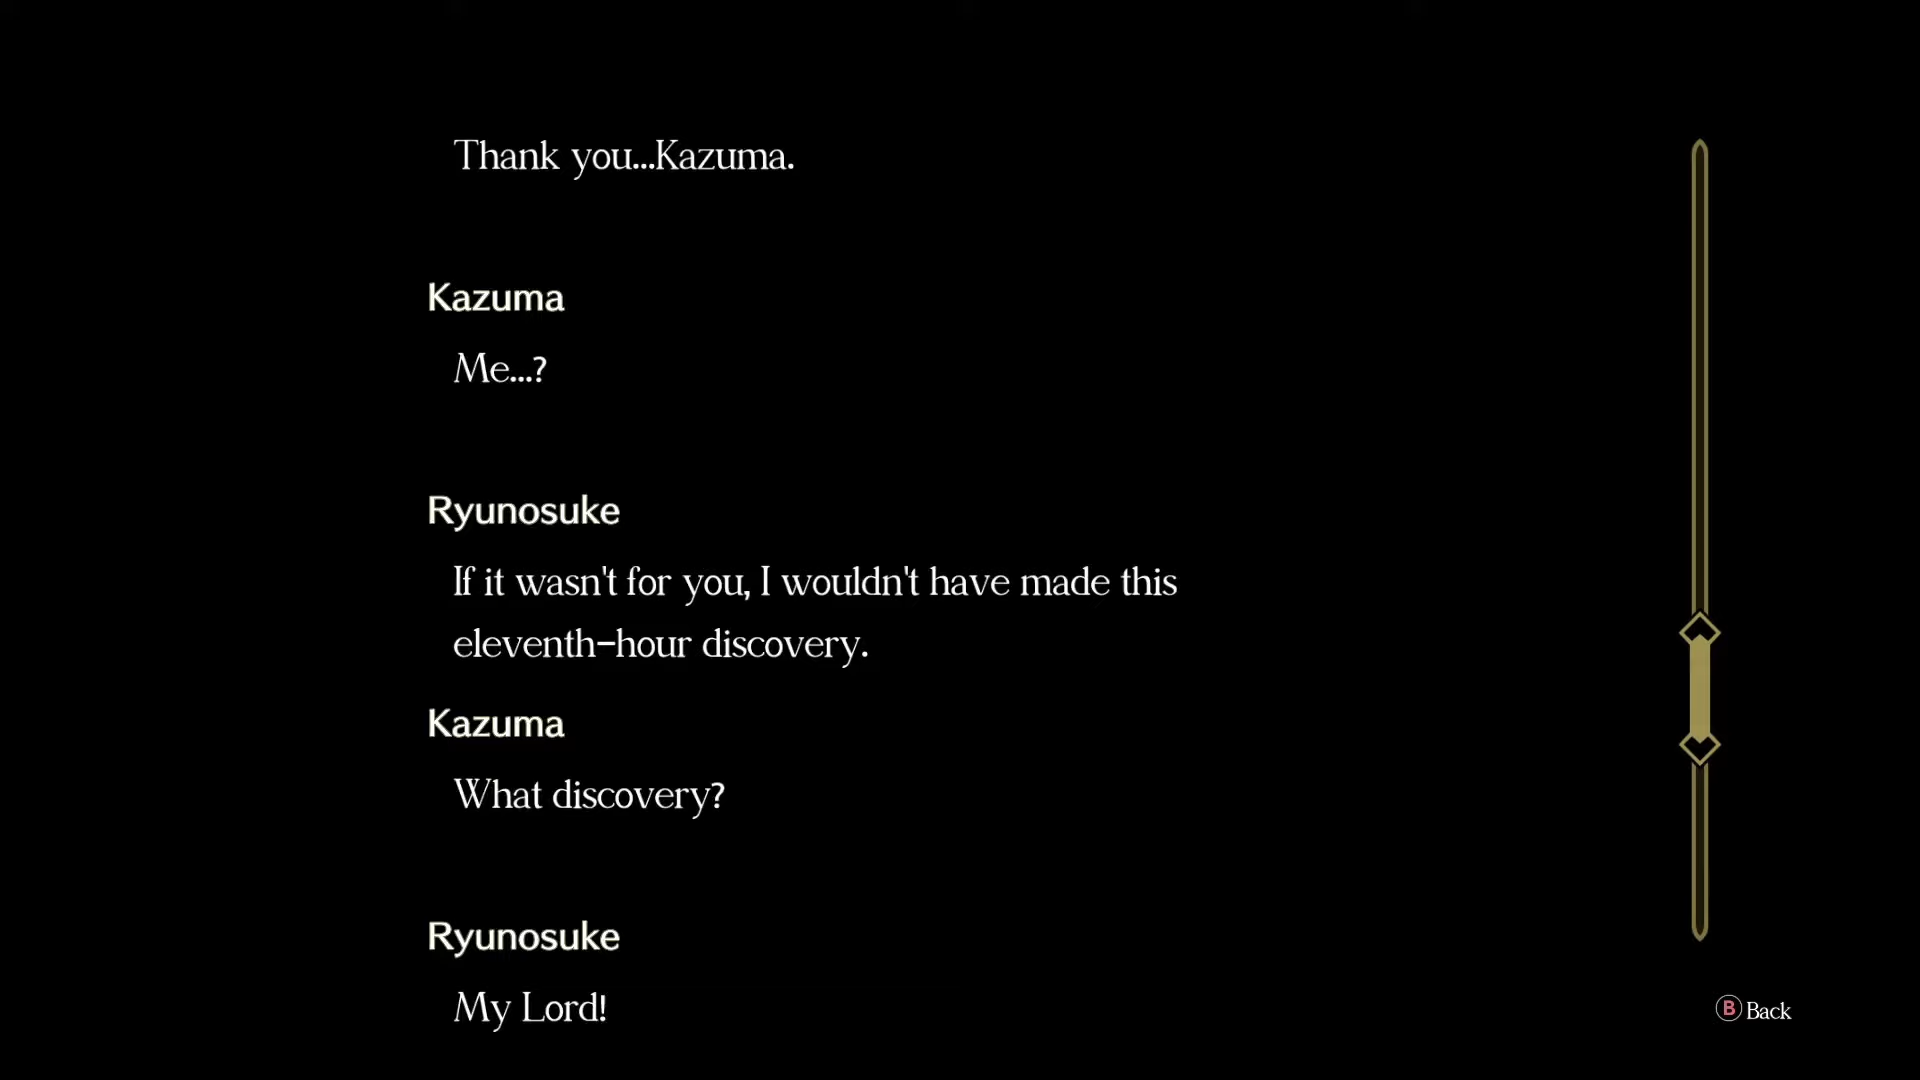 Thank you...Kazuma.
Kazuma
Me...?
Ryunosuke
If it wasn't for you, I wouldn't have made this
eleventh-hour discovery.
Kazuma
What discovery?
Ryunosuke
My Lord!
B Back